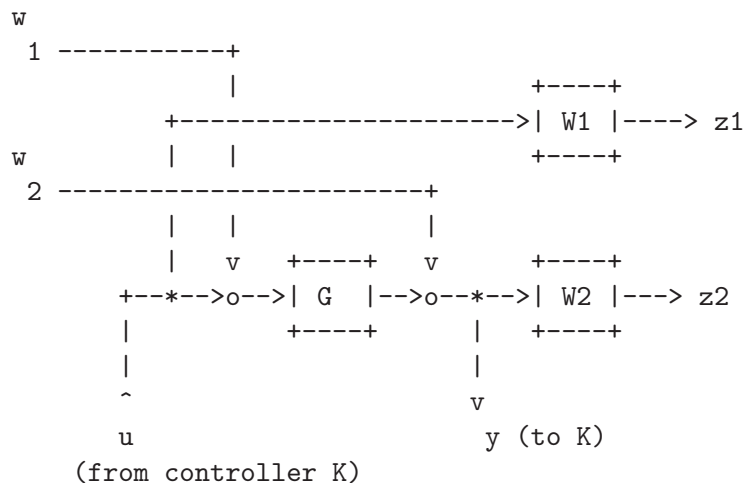 w
1 -----------+
|                    +----+
+----------------------->| W1 |----> z1
w         |   |                    +----+
2 ------------------------+
|   |            |
|   v   +----+   v      +----+
+--*-->o-->| G  |-->o--*-->| W2 |---> z2
|          +----+      |   +----+
|                      |
^                      v
u                      y (to K)
(from controller K)